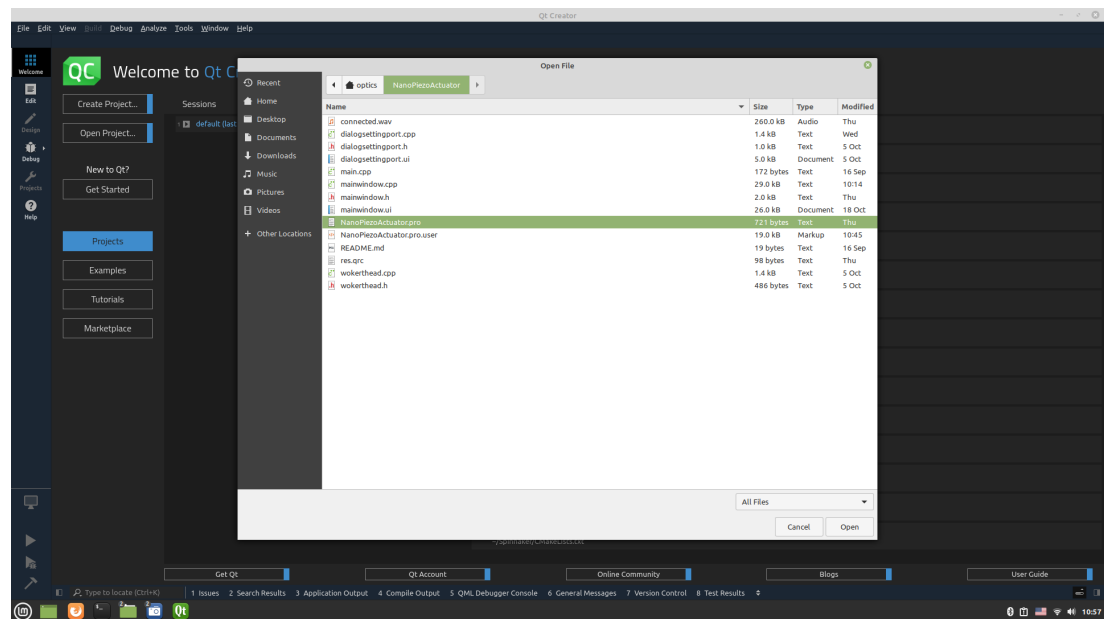 Qt Creator
File Edit View Build Debug Analyze Tools Window Help
Welcome
Edit
Design
Debug
Projects
Help
QC
Welcome to Qt C
Create Project...
Open Project...
New to Qt?
Get Started
Projects
Examples
Tutorials
Marketplace
Sessions
default (last
Open File
Recent
Home
Desktop
Documents
Downloads
Music
Pictures
Videos
+ Other Locations
optics NanoPiezoActuator
Name Size Type Modified
connected.wav 260.0 kB Audio Thu
dialogsettingport.cpp 1.4 kB Text Wed
dialogsettingport.h 1.0 kB Text 5 Oct
dialogsettingport.ui 5.0 kB Document 5 Oct
main.cpp 172 bytes Text 16 Sep
mainwindow.cpp 29.0 kB Text 10:14
mainwindow.h 2.0 kB Text Thu
mainwindow.ui 26.0 kB Document 18 Oct
NanoPiezoActuator.pro 721 bytes Text Thu
NanoPiezoActuator.pro.user 19.0 kB Markup 10:45
README.md 19 bytes Text 16 Sep
res.qrc 98 bytes Text Thu
wokerthead.cpp 1.4 kB Text 5 Oct
wokerthead.h 486 bytes Text 5 Oct
All Files
Cancel Open
Get Qt Qt Account Online Community Blogs User Guide
Type to locate (Ctrl+K) 1 Issues 2 Search Results 3 Application Output 4 Compile Output 5 QML Debugger Console 6 General Messages 7 Version Control 8 Test Results
Qt
10:57